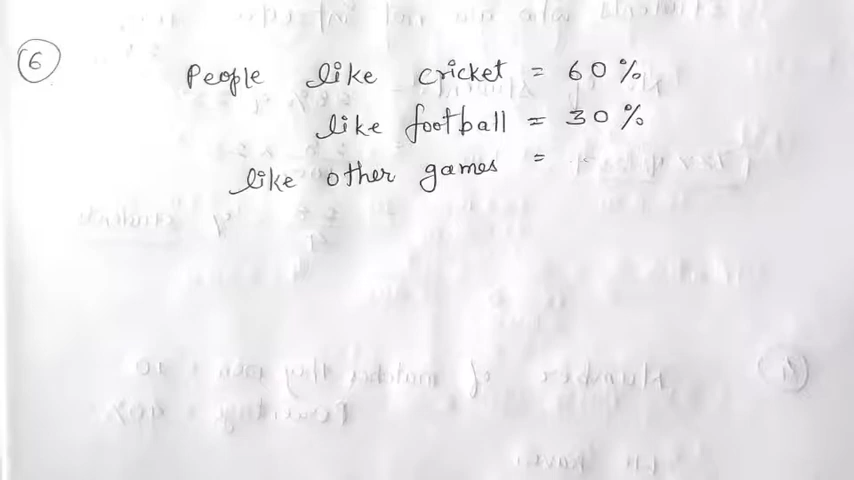 6
People like cricket = 60%
like football = 30%
like other games =